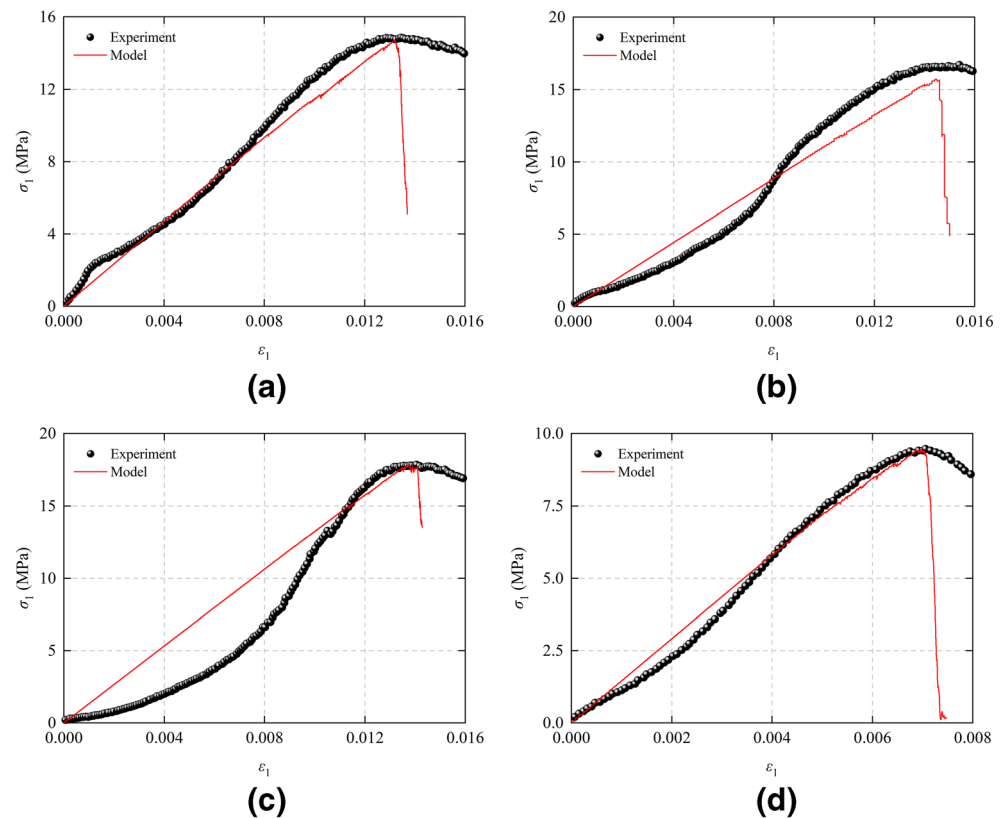 16
12
8
4
0
σ1 (MPa)
Experiment
Model
0.000 0.004 0.008 0.012 0.016
ε1
(a)
20
15
10
5
0
σ1 (MPa)
Experiment
Model
0.000 0.004 0.008 0.012 0.016
ε1
(b)
20
15
10
5
0
σ1 (MPa)
Experiment
Model
0.000 0.004 0.008 0.012 0.016
ε1
(c)
10.0
7.5
5.0
2.5
0.0
σ1 (MPa)
Experiment
Model
0.000 0.002 0.004 0.006 0.008
ε1
(d)